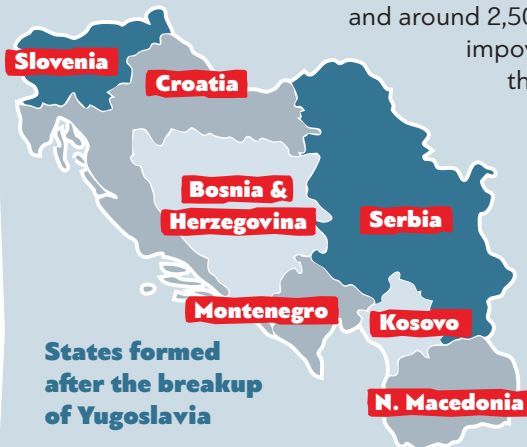 and around 2,50
impov
th
Slovenia
Croatia
Bosnia &
Herzegovina
Serbia
Montenegro
Kosovo
N. Macedonia
States formed
after the breakup
of Yugoslavia